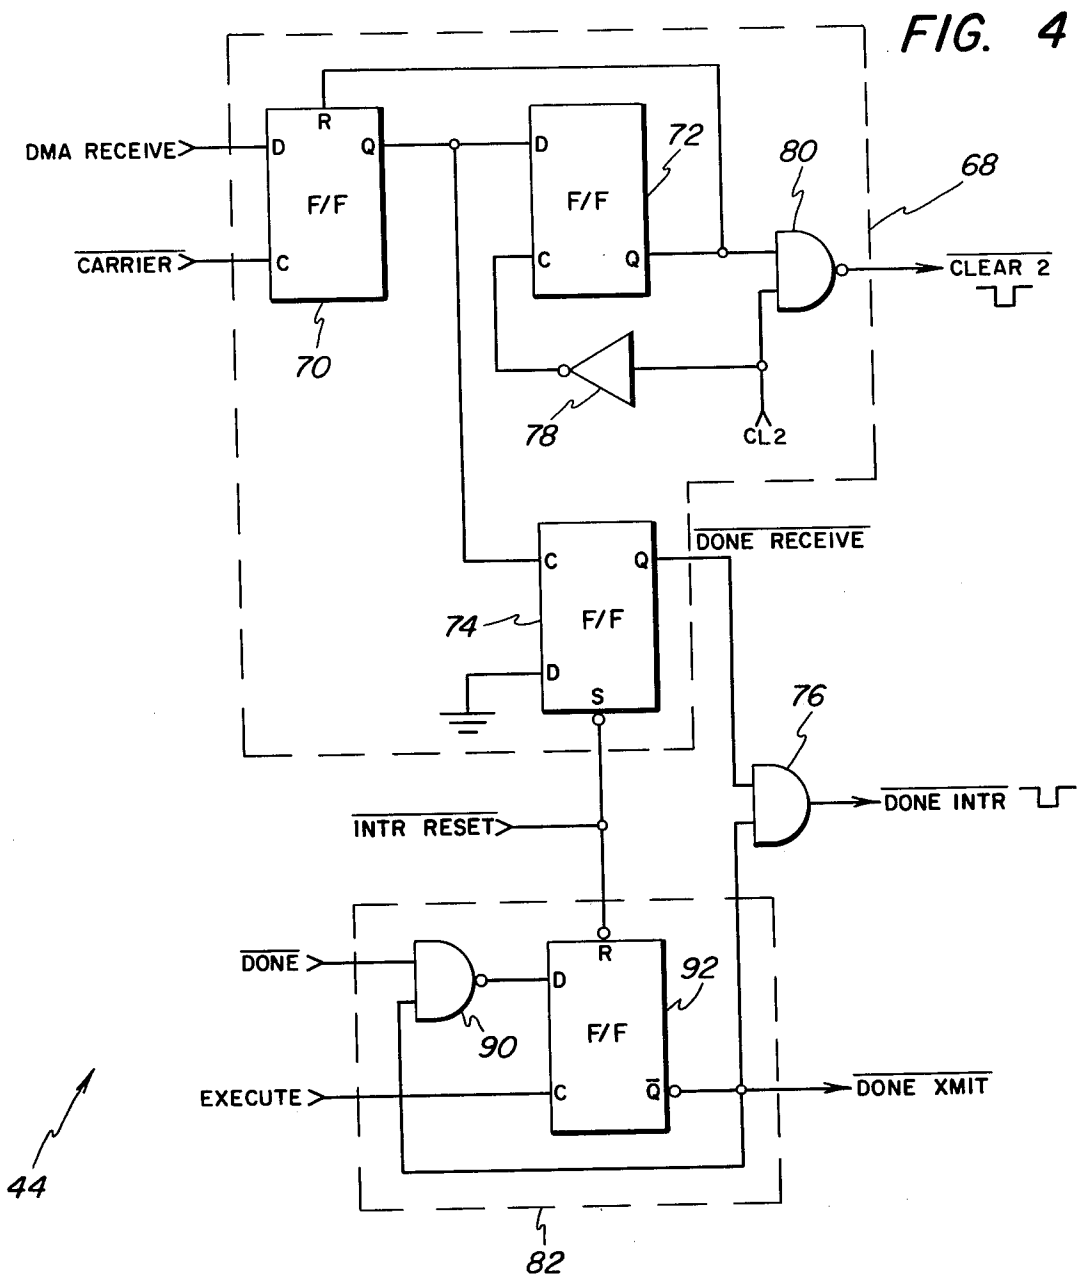 FIG. 4
DMA RECEIVE
D
R
Q
F/F
C
70
CARRIER
D
72
F/F
C
Q
80
68
CLEAR 2
78
CL2
DONE RECEIVE
C
Q
74
F/F
D
S
76
DONE INTR
INTR RESET
DONE
90
R
D
92
F/F
EXECUTE
C
Q̅
DONE XMIT
44
82